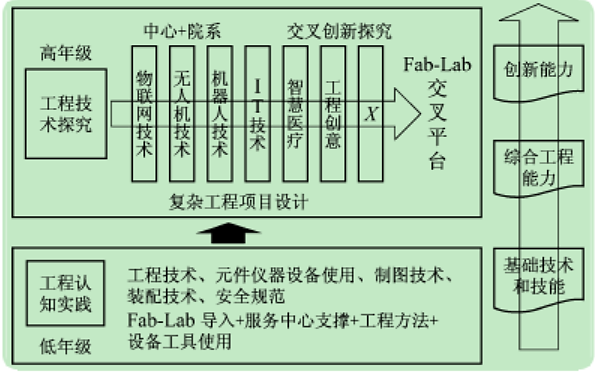 中心+院系
交叉创新探究
高年级
工程技
术探究
物联网技术
无人机技术
机器人技术
IT技术
智慧医疗
工程创意
X
Fab-Lab
交叉平台
复杂工程项目设计
工程认
知实践
低年级
工程技术、元件仪器设备使用、制图技术、
装配技术、安全规范
Fab-Lab 导入+服务中心支撑+工程方法+
设备工具使用
创新能力
综合工程
能力
基础技术
和技能